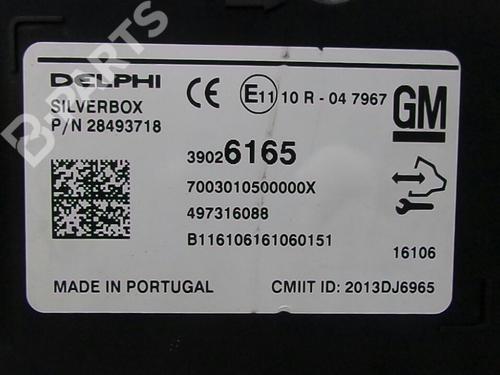 DELPHI
SILVERBOX
P/N 28493718
CE
E11 10 R - 04 7967
GM
39026165
7003010500000X
497316088
B116106161060151
16106
MADE IN PORTUGAL
CMIIT ID: 2013DJ6965
B-PARTS